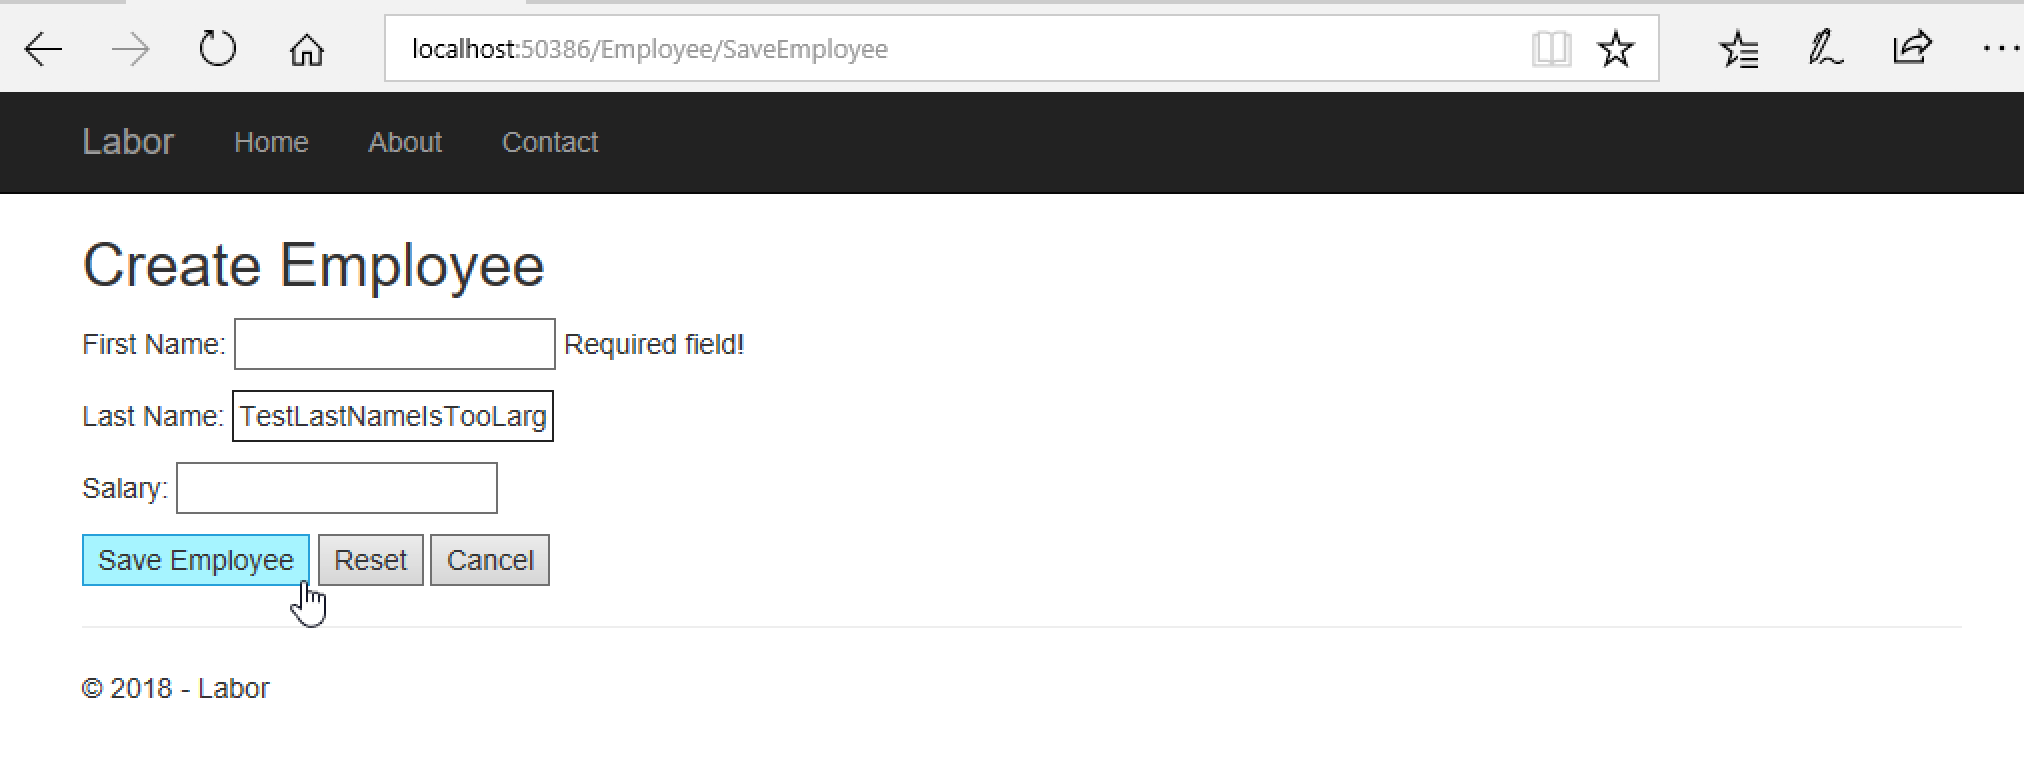 localhost:50386/Employee/SaveEmployee
Labor Home About Contact
Create Employee
First Name: Required field!
Last Name: TestLastNameIsTooLarg
Salary:
Save Employee Reset Cancel
© 2018 - Labor